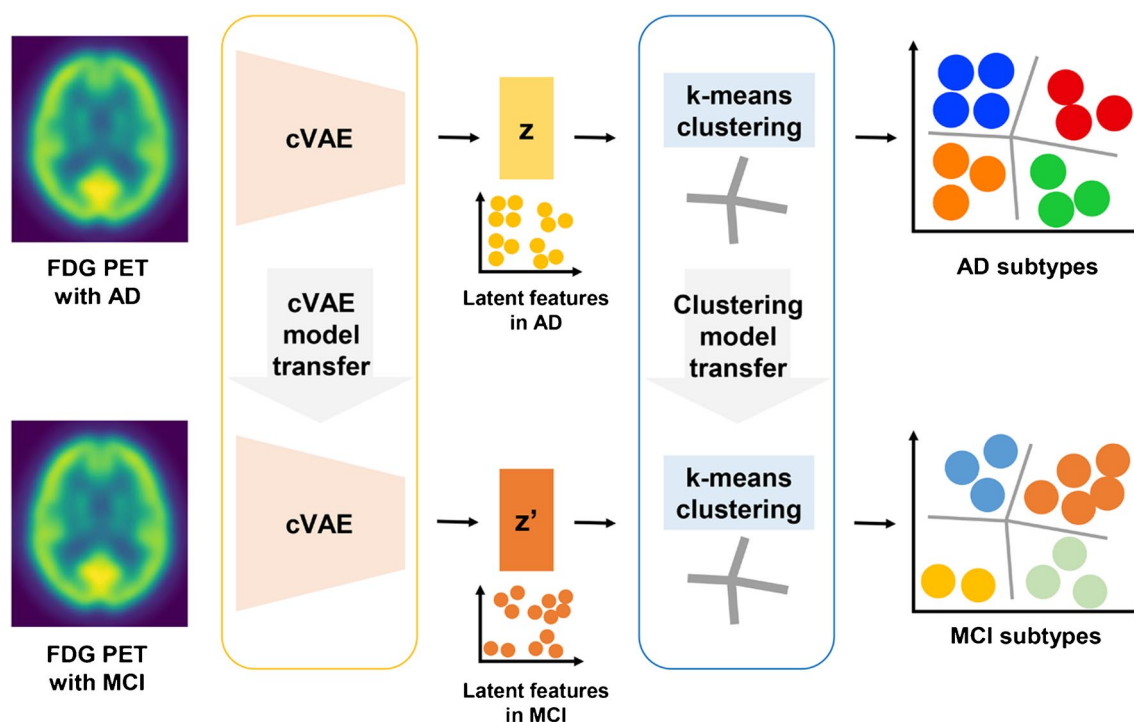 cVAE
z
k-means
clustering
FDG PET
with AD
Latent features
in AD
AD subtypes
cVAE
model
transfer
Clustering
model
transfer
cVAE
z’
k-means
clustering
FDG PET
with MCI
Latent features
in MCI
MCI subtypes